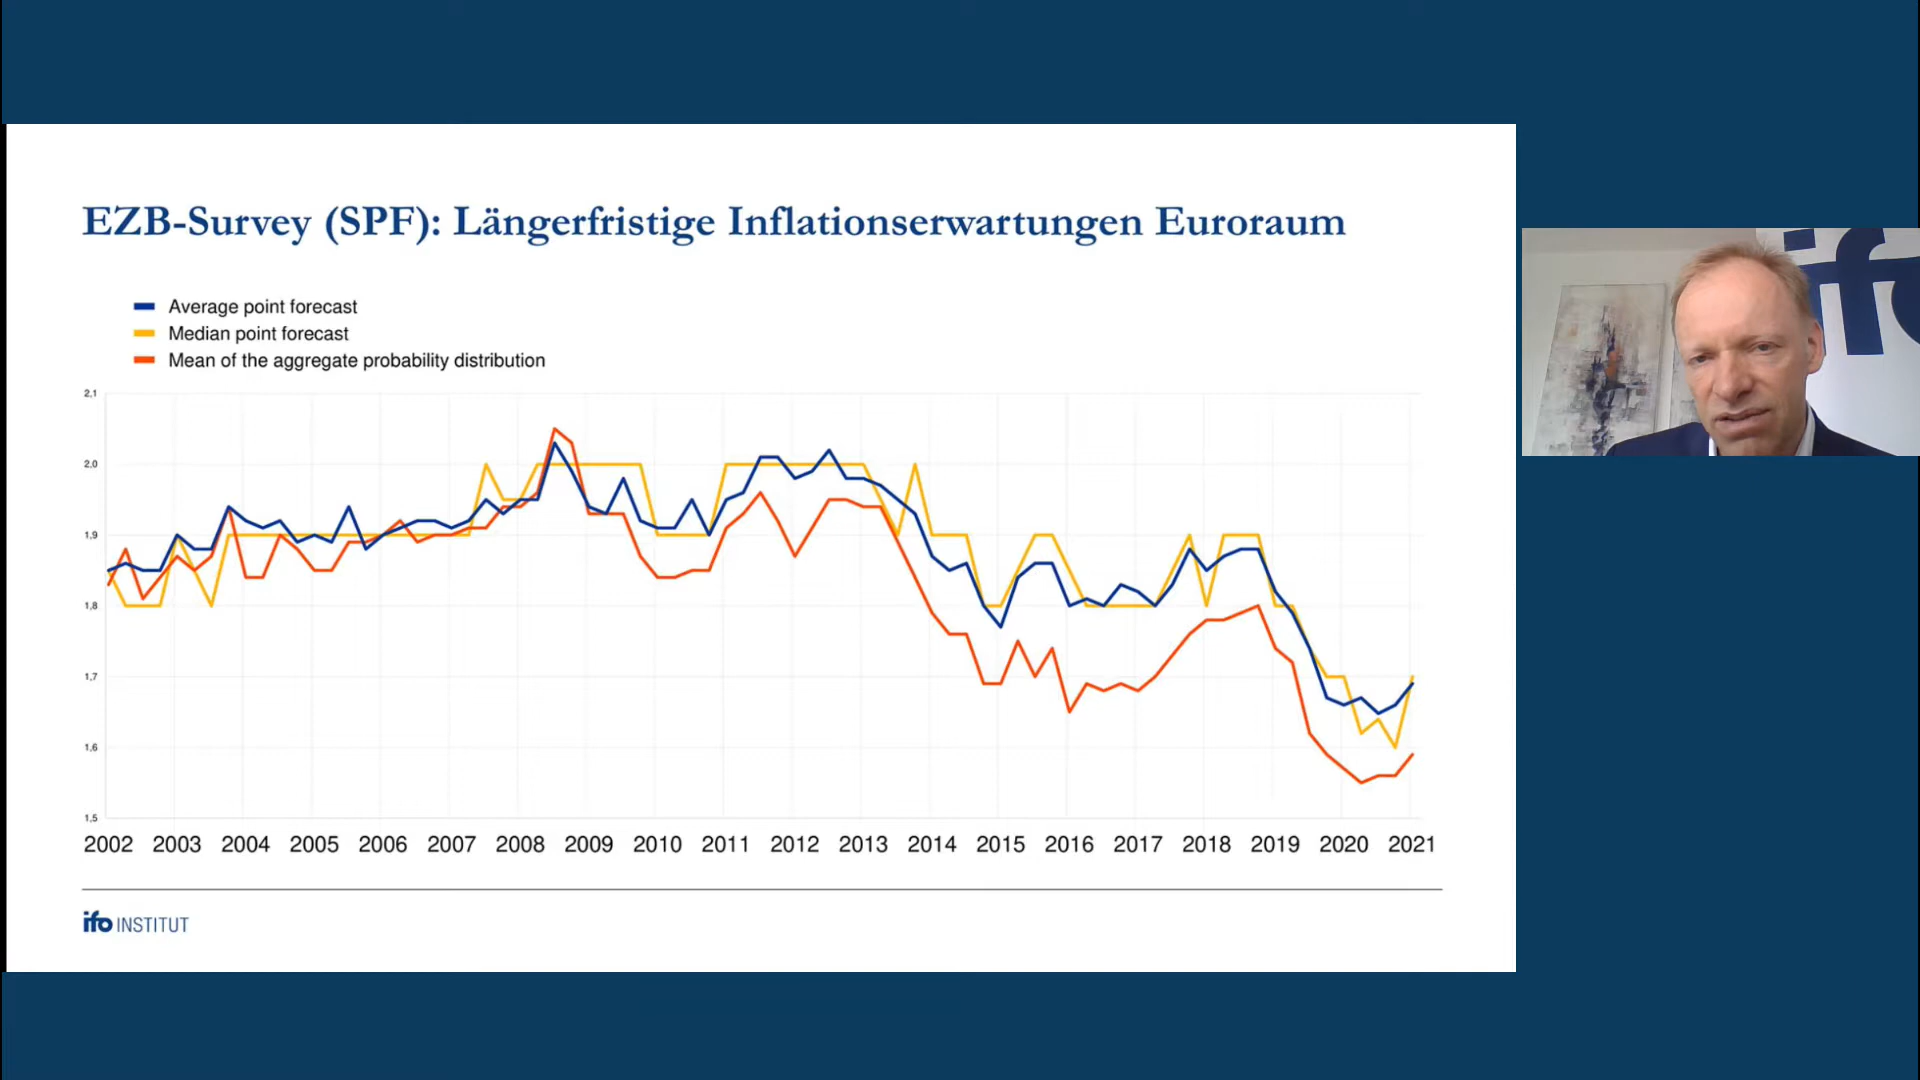 EZB-Survey (SPF): Längerfristige Inflationserwartungen Euroraum
Average point forecast
Median point forecast
Mean of the aggregate probability distribution
2,1
2,0
1,9
1,8
1,7
1,6
1,5
2002 2003 2004 2005 2006 2007 2008 2009 2010 2011 2012 2013 2014 2015 2016 2017 2018 2019 2020 2021
ifo INSTITUT
ifo